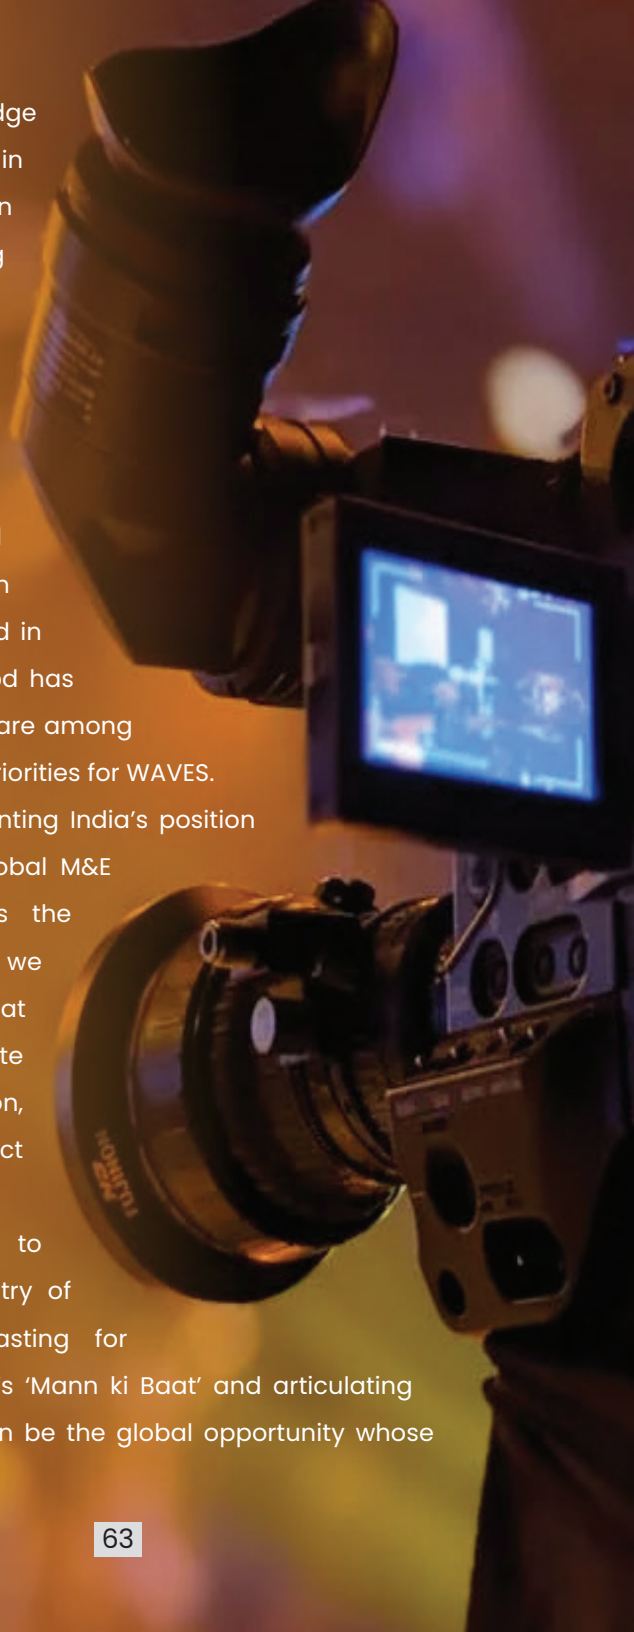 dge
in
n
g
n
d in
od has
are among
riorities for WAVES.
nting India's position
obal M&E
s the
we
at
te
on,
ct
to
try of
asting for
's 'Mann ki Baat' and articulating
n be the global opportunity whose
FUJINON
63